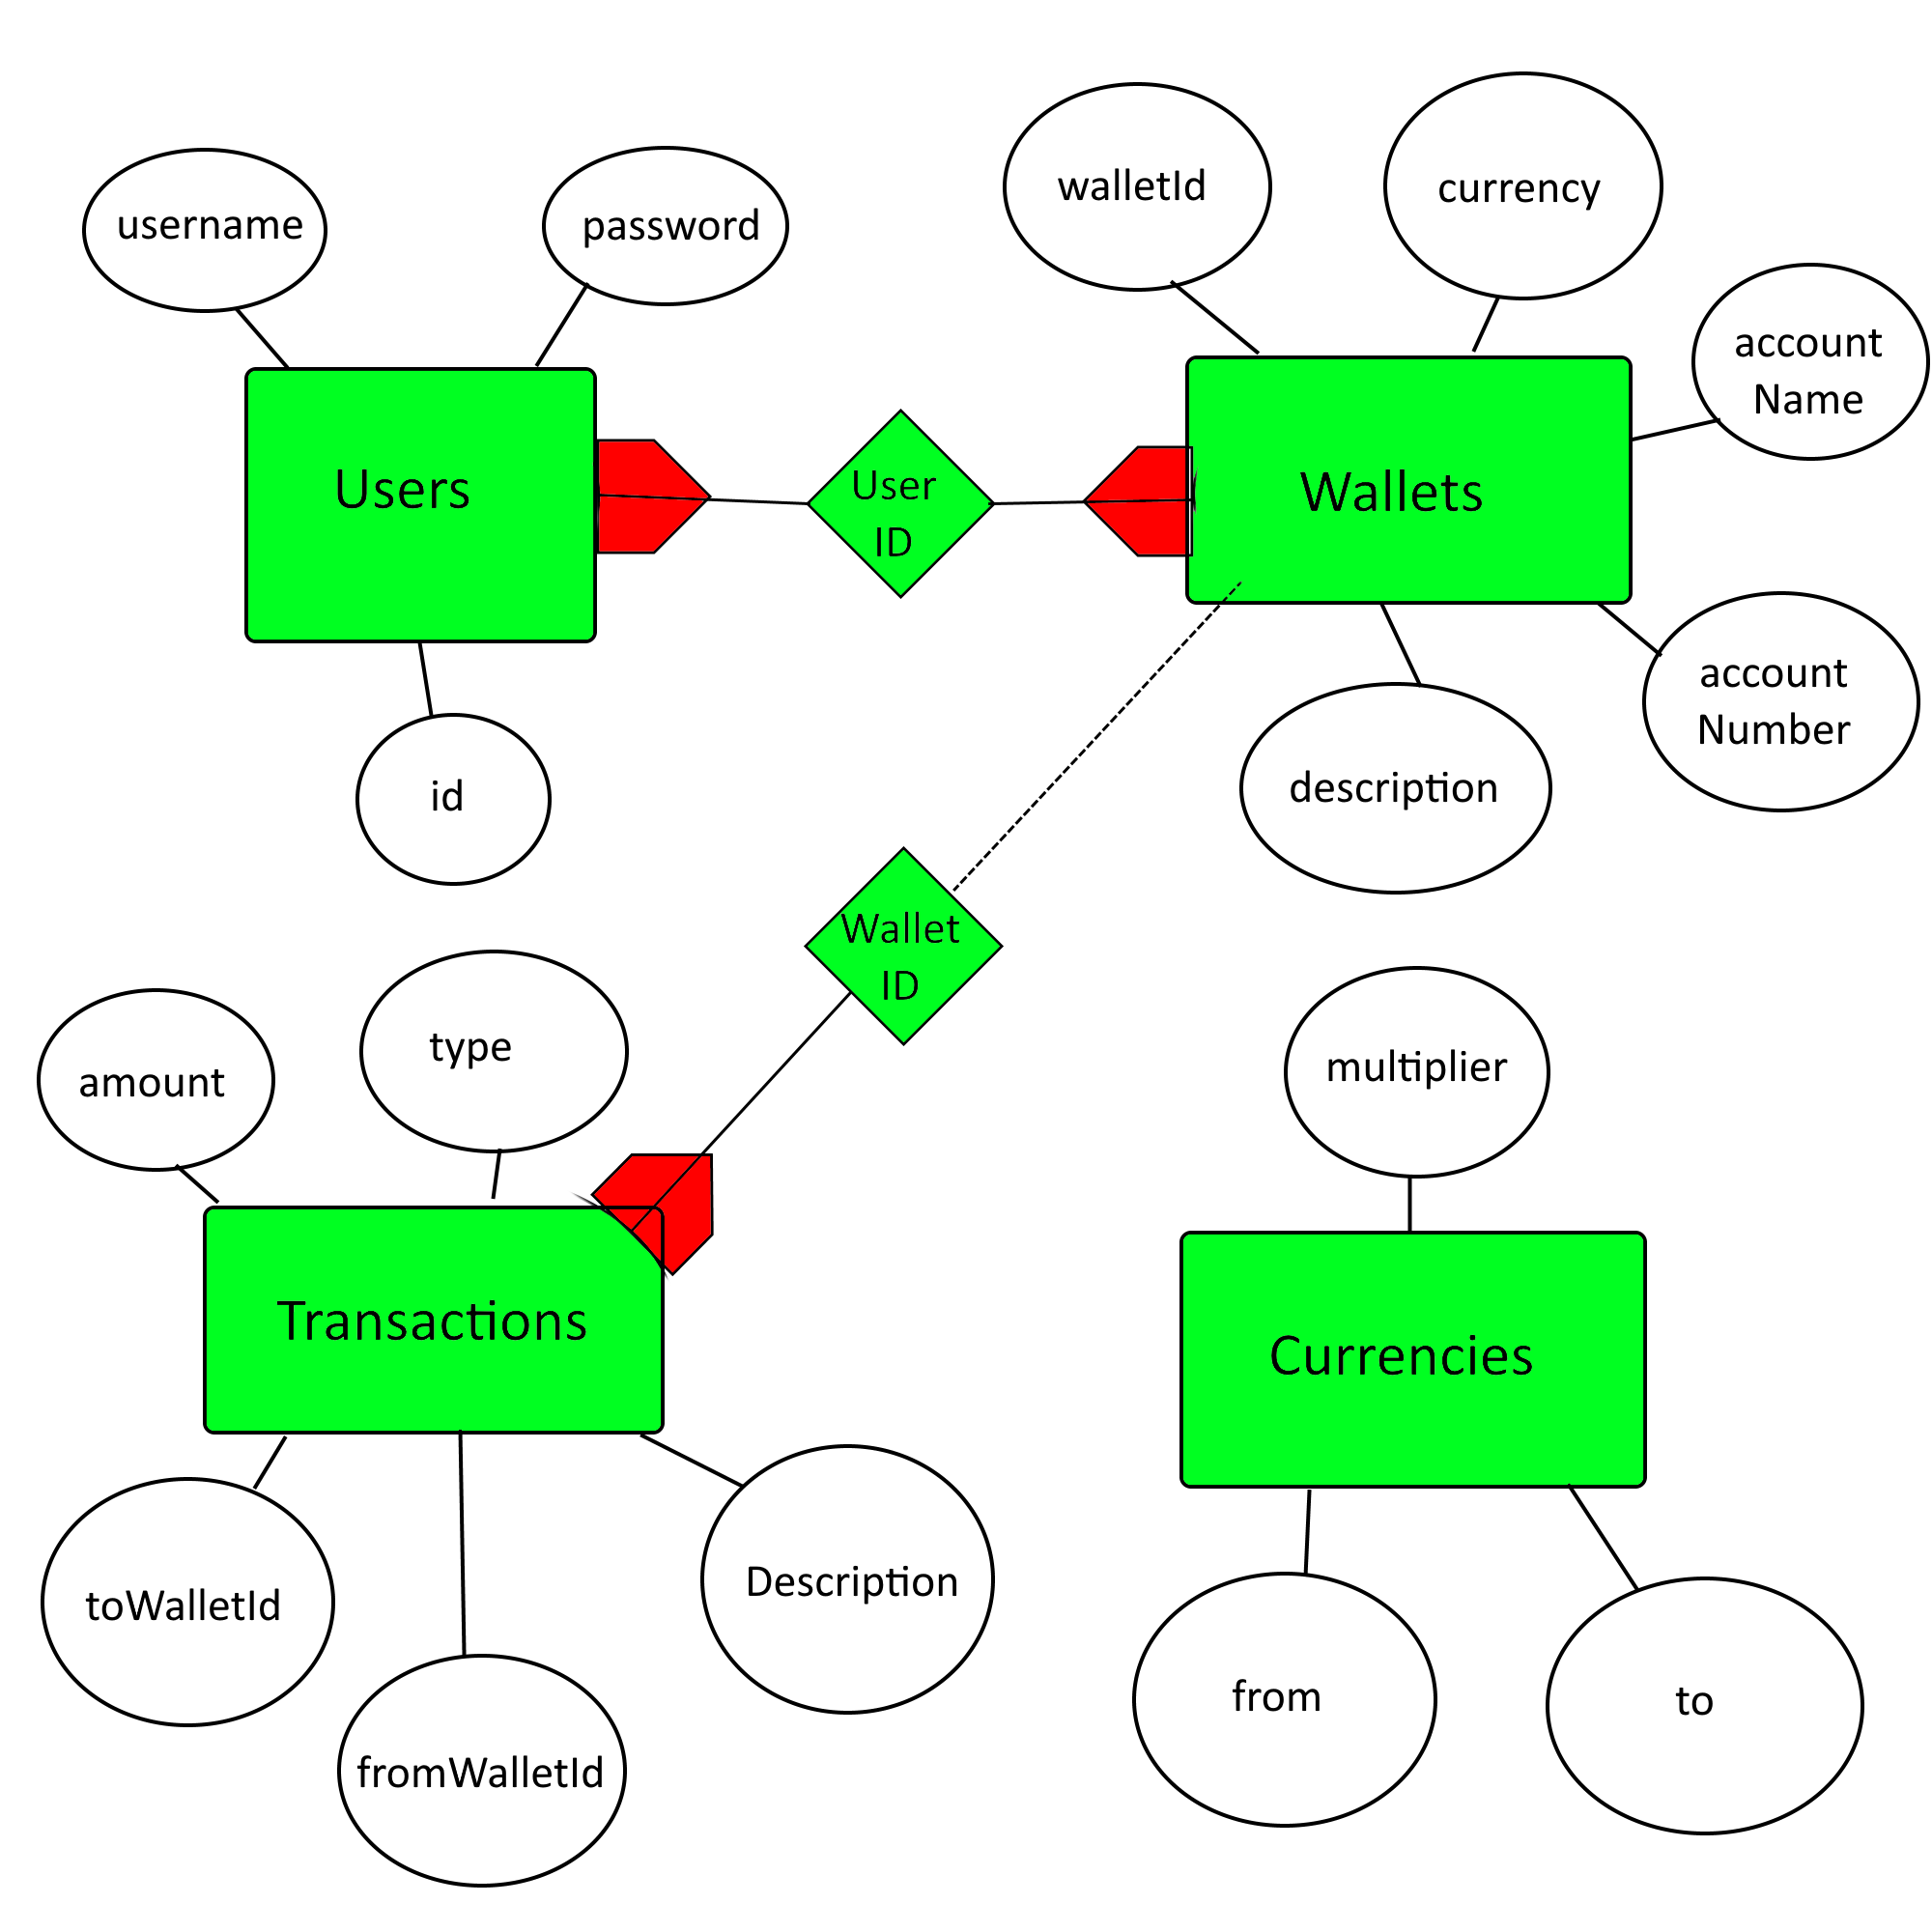 username
password
walletId
currency
account
Name
Users
User
ID
Wallets
account
Number
id
description
Wallet
ID
amount
type
multiplier
Transactions
Currencies
toWalletId
fromWalletId
Description
from
to